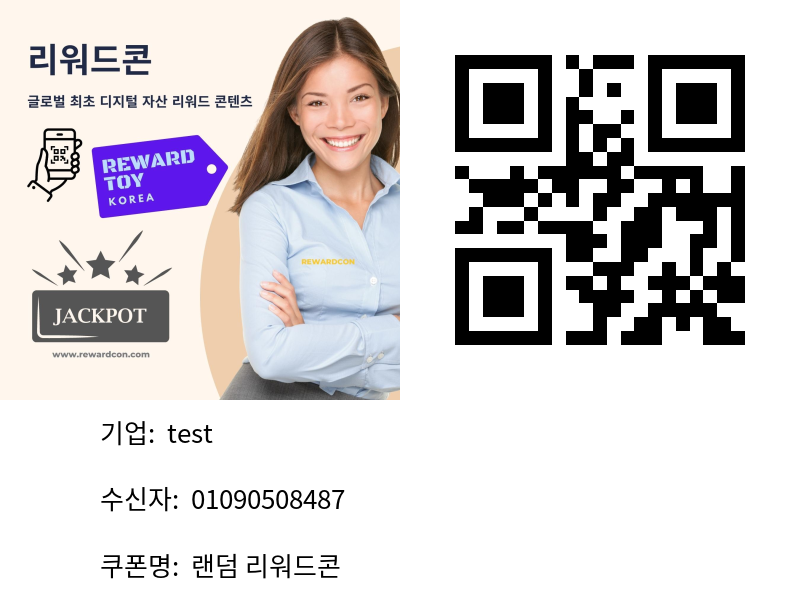 리워드콘
글로벌 최초 디지털 자산 리워드 콘텐츠
REWARD
TOY
KOREA
REWARDCON
JACKPOT
www.rewardcon.com
기업: test
수신자: 01090508487
쿠폰명: 랜덤 리워드콘